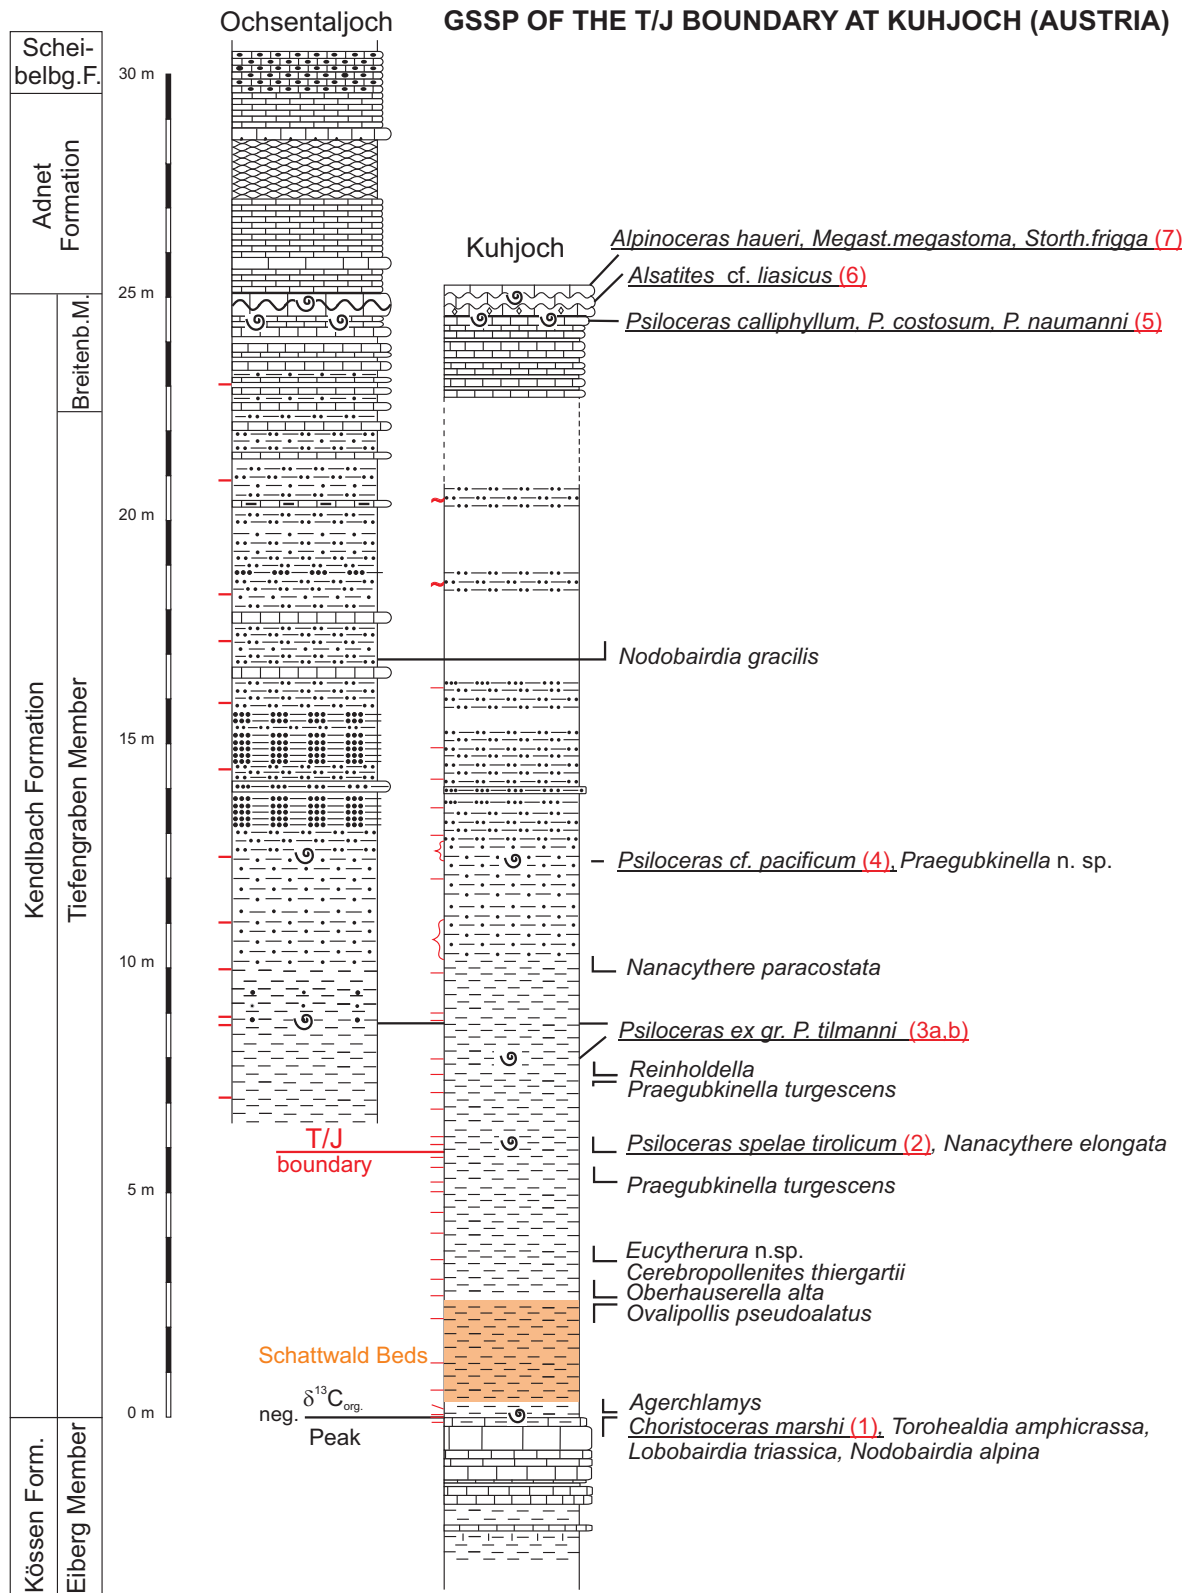 Ochsentaljoch
GSSP OF THE T/J BOUNDARY AT KUHJOCH (AUSTRIA)
Schei-
belbg.F.
30 m
Adnet
Formation
Kuhjoch
Alpinoceras haueri, Megast.megastoma, Storth.frigga (7)
Alsatites cf. liasicus (6)
25 m
Breitenb.M.
Psiloceras calliphyllum, P. costosum, P. naumanni (5)
20 m
Nodobairdia gracilis
Kendlbach Formation
Tiefengraben Member
15 m
Psiloceras cf. pacificum (4), Praegubkinella n. sp.
10 m
Nanacythere paracostata
Psiloceras ex gr. P. tilmanni (3a,b)
Reinholdella
Praegubkinella turgescens
T/J
boundary
Psiloceras spelae tirolicum (2), Nanacythere elongata
5 m
Praegubkinella turgescens
Eucytherura n.sp.
Cerebropollenites thiergartii
Oberhauserella alta
Ovalipollis pseudoalatus
Schattwald Beds
δ13Corg.
neg.
Peak
0 m
Agerchlamys
Choristoceras marshi (1), Torohealdia amphicrassa,
Lobobairdia triassica, Nodobairdia alpina
Kössen Form.
Eiberg Member